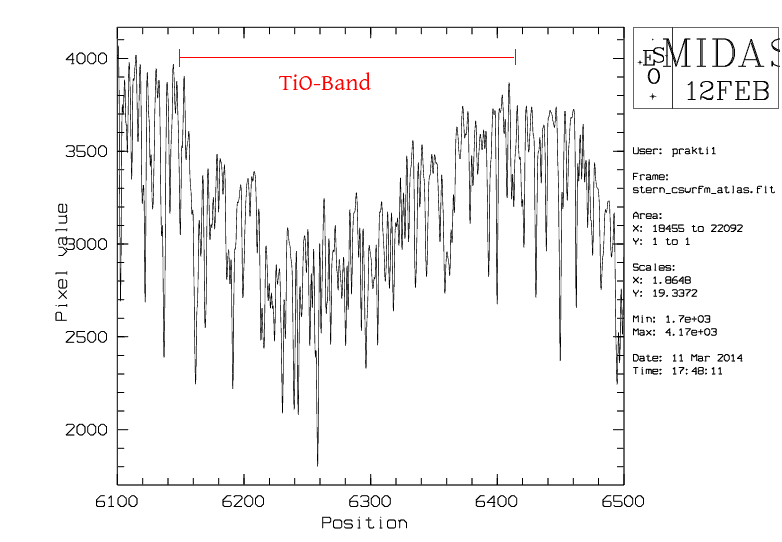 4000
3500
3000
2500
2000
Pixel value
TiO-Band
6100
6200
6300
6400
6500
Position
ESO
MIDAS
12FEB
User: prakti1
Frame:
stern_cswrfm_atlas.fit
Area:
X: 18455 to 22092
Y: 1 to 1
Scales:
X: 1.8648
Y: 19.3372
Min: 1.7e+03
Max: 4.17e+03
Date: 11 Mar 2014
Time: 17:48:11